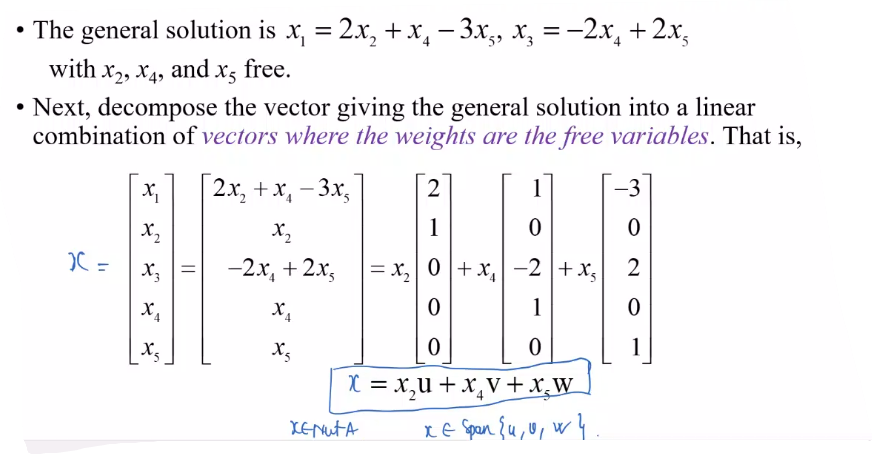 • The general solution is x₁ = 2x₂ + x₄ − 3x₅, x₃ = −2x₄ + 2x₅
with x₂, x₄, and x₅ free.
• Next, decompose the vector giving the general solution into a linear
combination of vectors where the weights are the free variables. That is,
x = [x₁ x₂ x₃ x₄ x₅] = [2x₂ + x₄ − 3x₅ x₂ −2x₄ + 2x₅ x₄ x₅] = x₂ [2 1 0 0 0] + x₄ [1 0 −2 1 0] + x₅ [−3 0 2 0 1]
x = x₂u + x₄v + x₅w
x ∈ Nul A x ∈ Span {u, v, w}.